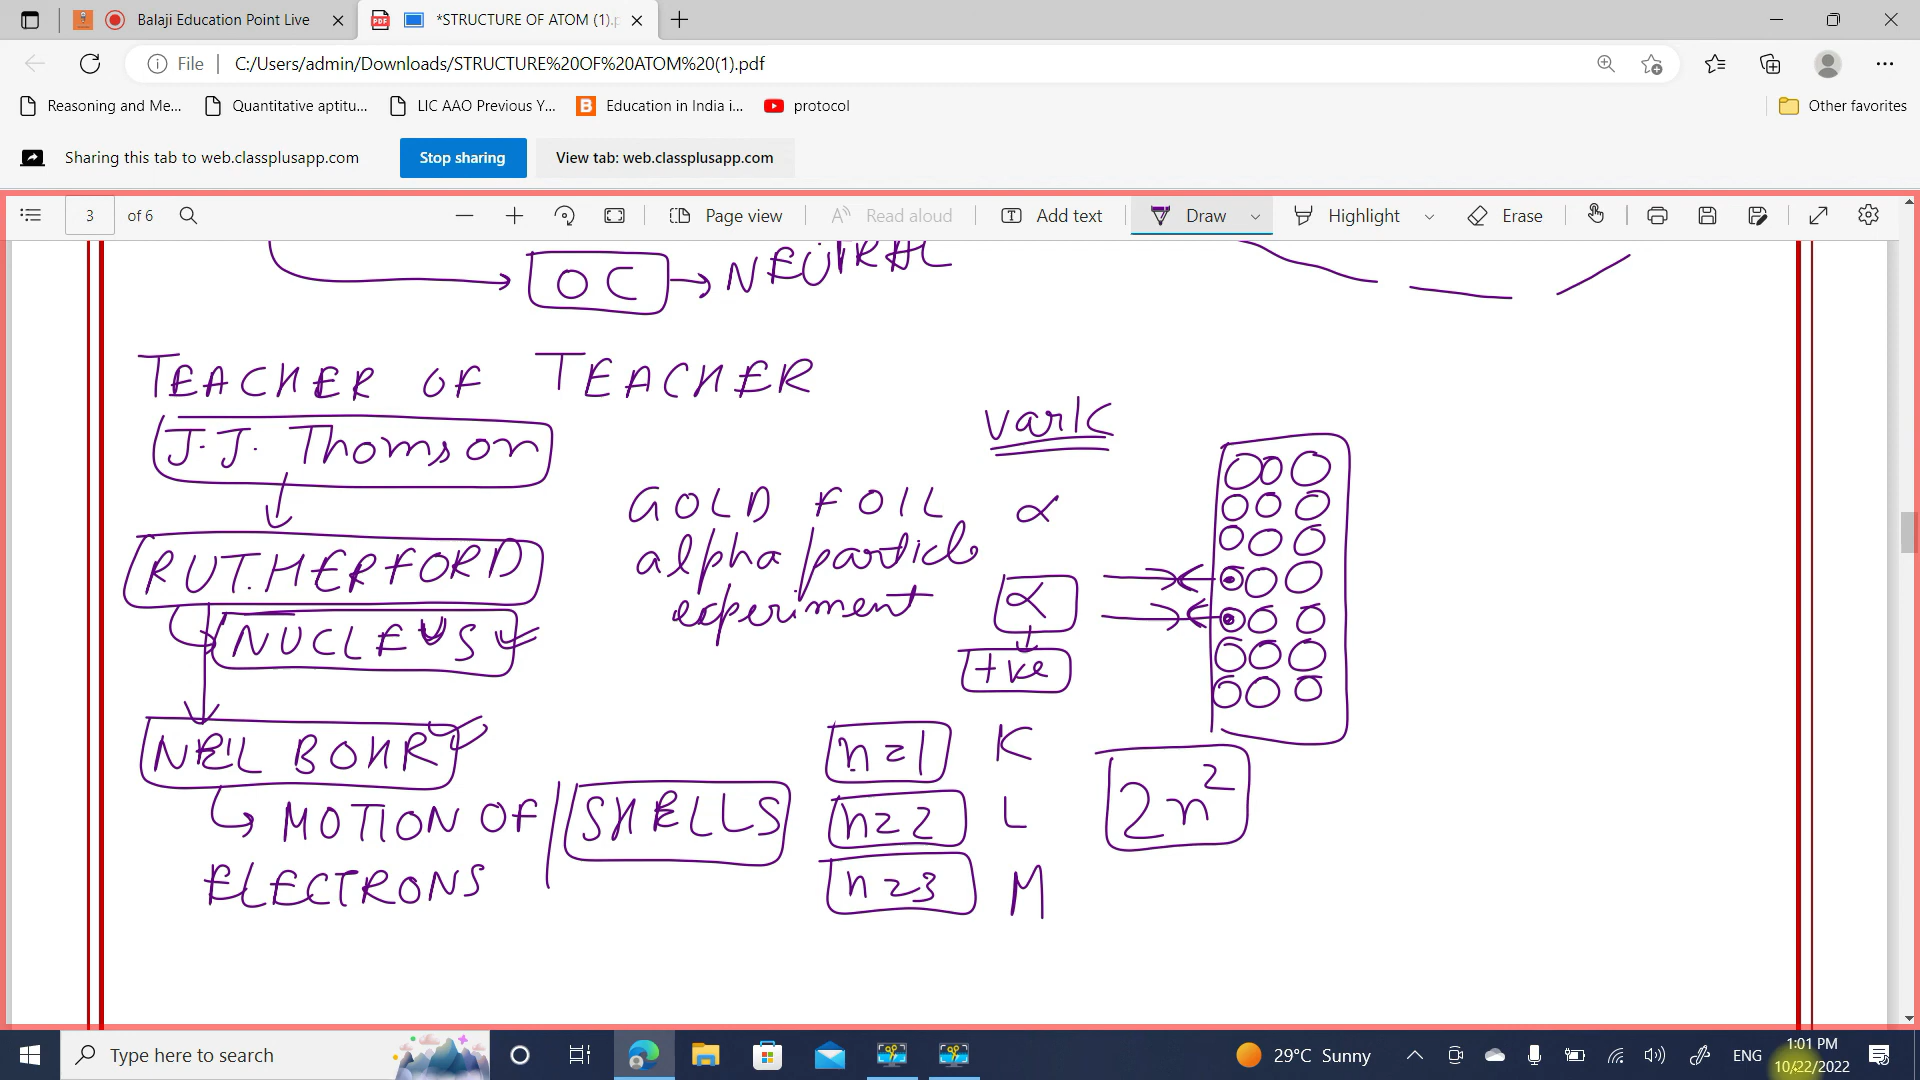 Balaji Education Point Live
*STRUCTURE OF ATOM (1).p
File
C:/Users/admin/Downloads/STRUCTURE%20OF%20ATOM%20(1).pdf
Reasoning and Me...
Quantitative aptitu...
LIC AAO Previous Y...
Education in India i...
protocol
Other favorites
Sharing this tab to web.classplusapp.com
Stop sharing
View tab: web.classplusapp.com
3 of 6
Page view
Read aloud
Add text
Draw
Highlight
Erase
OC → NEUTRAL
TEACHER OF TEACHER
J.J. Thomson
RUTHERFORD
NUCLEUS
GOLD FOIL
alpha particle
experiment
vark
α
α
+ve
NEIL BOHR
MOTION OF
ELECTRONS
SHELLS
n=1 K
n=2 L
n=3 M
2n²
Type here to search
29°C Sunny
ENG
1:01 PM
10/22/2022